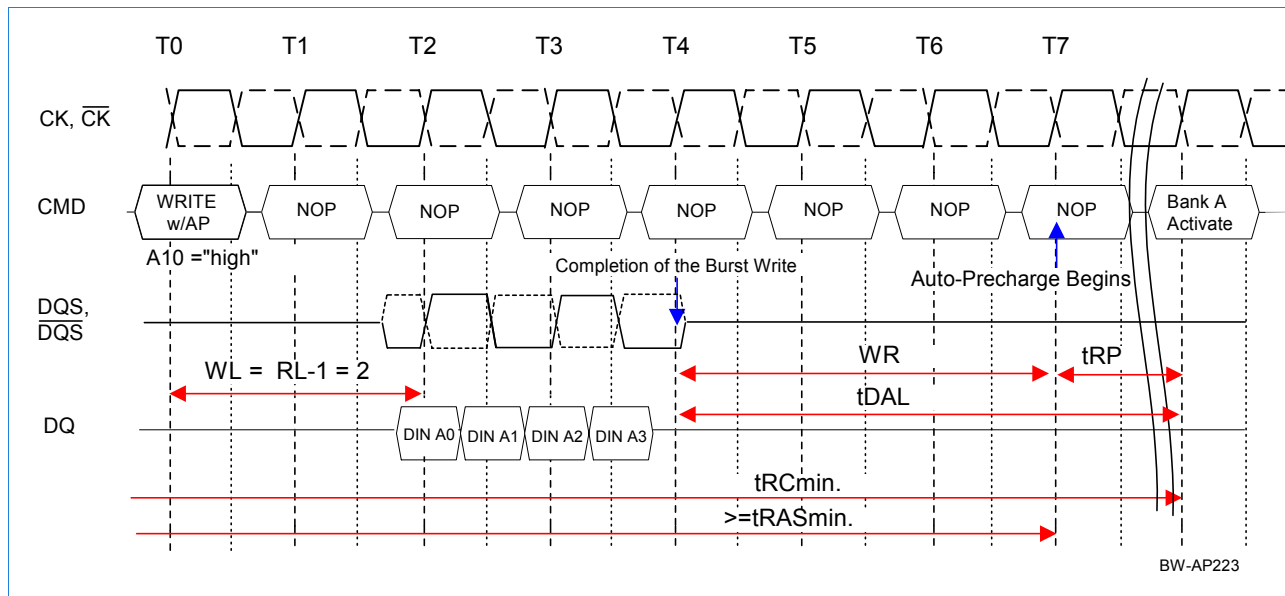 T0 T1 T2 T3 T4 T5 T6 T7
CK, CK
CMD WRITE w/AP NOP NOP NOP NOP NOP NOP NOP Bank A Activate
A10 ="high"
Completion of the Burst Write
Auto-Precharge Begins
DQS,
DQS
WL = RL-1 = 2
WR
tRP
tDAL
DQ DIN A0 DIN A1 DIN A2 DIN A3
tRCmin.
>=tRASmin.
BW-AP223